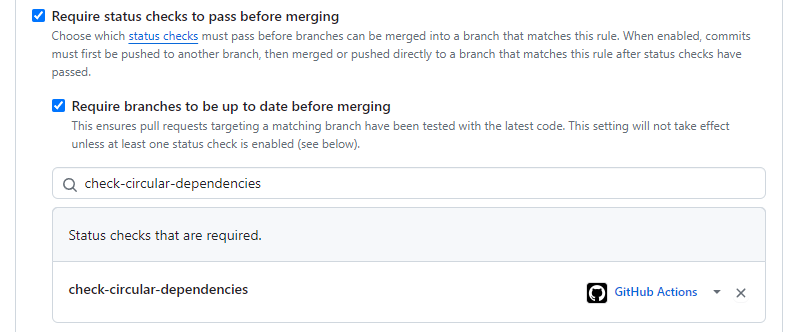 Require status checks to pass before merging
Choose which status checks must pass before branches can be merged into a branch that matches this rule. When enabled, commits
must first be pushed to another branch, then merged or pushed directly to a branch that matches this rule after status checks have
passed.
Require branches to be up to date before merging
This ensures pull requests targeting a matching branch have been tested with the latest code. This setting will not take effect
unless at least one status check is enabled (see below).
check-circular-dependencies
Status checks that are required.
check-circular-dependencies GitHub Actions